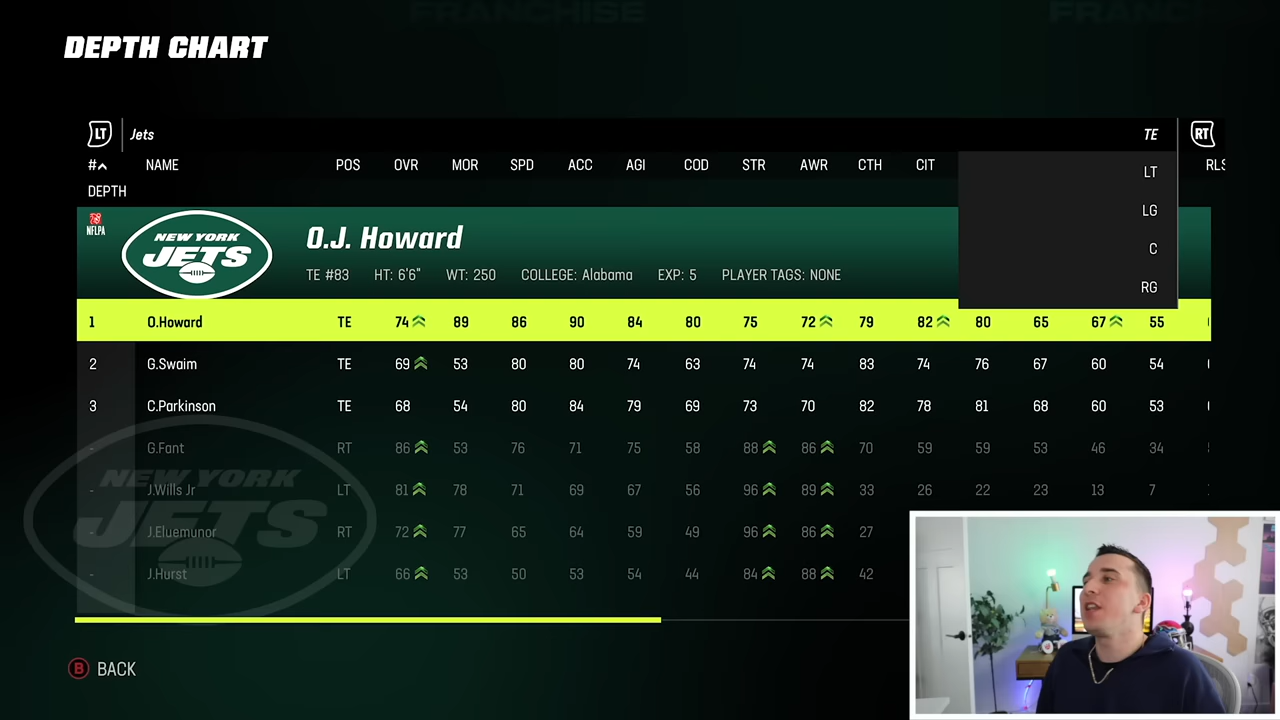 FRANCHISE
FRANCHISE
DEPTH CHART
LT Jets TE RT
# NAME POS OVR MOR SPD ACC AGI COD STR AWR CTH CIT LT RLS
DEPTH
LG
NFLPA
NEW YORK
JETS
O.J. Howard
C
TE #83 HT: 6'6" WT: 250 COLLEGE: Alabama EXP: 5 PLAYER TAGS: NONE
RG
1 O.Howard TE 74 89 86 90 84 80 75 72 79 82 80 65 67 55
2 G.Swaim TE 69 53 80 80 74 63 74 74 83 74 76 67 60 54
3 C.Parkinson TE 68 54 80 84 79 69 73 70 82 78 81 68 60 53
- G.Fant RT 86 53 76 71 75 58 88 86 70 59 59 53 46 34
- J.Wills Jr LT 81 78 71 69 67 56 96 89 33 26 22 23 13 7
- J.Eluemunor RT 72 77 65 64 59 49 96 86 27
- J.Hurst LT 66 53 50 53 54 44 84 88 42
NEW YORK
JETS
B BACK